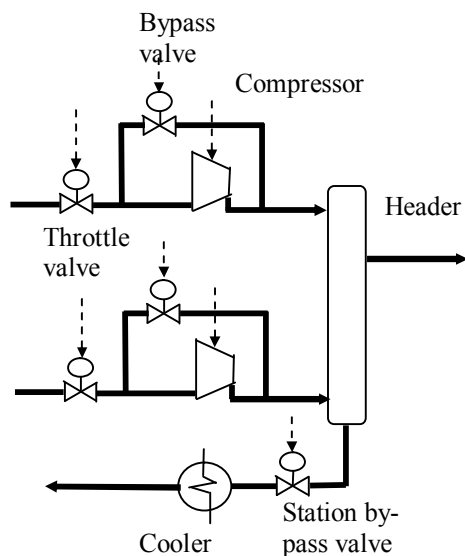 Bypass
valve
Compressor
Header
Throttle
valve
Station by-
pass valve
Cooler